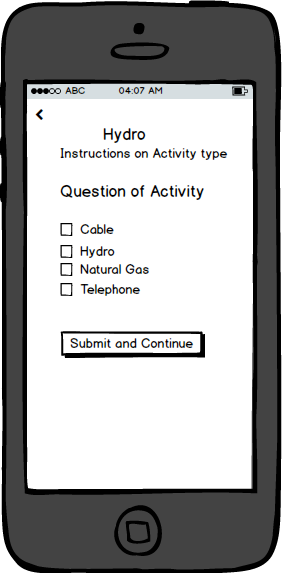 ABC 04:07 AM
Hydro
Instructions on Activity type
Question of Activity
Cable
Hydro
Natural Gas
Telephone
Submit and Continue